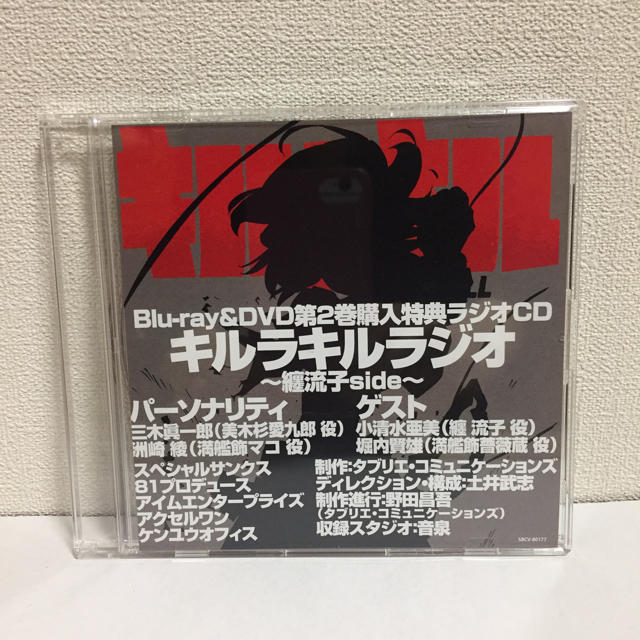 Blu-ray&DVD第2巻購入特典ラジオCD
キルラキルラジオ
〜纏流子side〜
パーソナリティ
三木眞一郎(美木杉愛九郎 役)
洲崎 綾(満艦飾マコ 役)
ゲスト
小清水亜美(纏 流子 役)
堀内賢雄(満艦飾薔薇蔵 役)
スペシャルサンクス
81プロデュース
アイムエンタープライズ
アクセルワン
ケンユウオフィス
制作:タブリエ・コミュニケーションズ
ディレクション・構成:土井武志
制作進行:野田昌吾
(タブリエ・コミュニケーションズ)
収録スタジオ:音泉
SBCV-80177